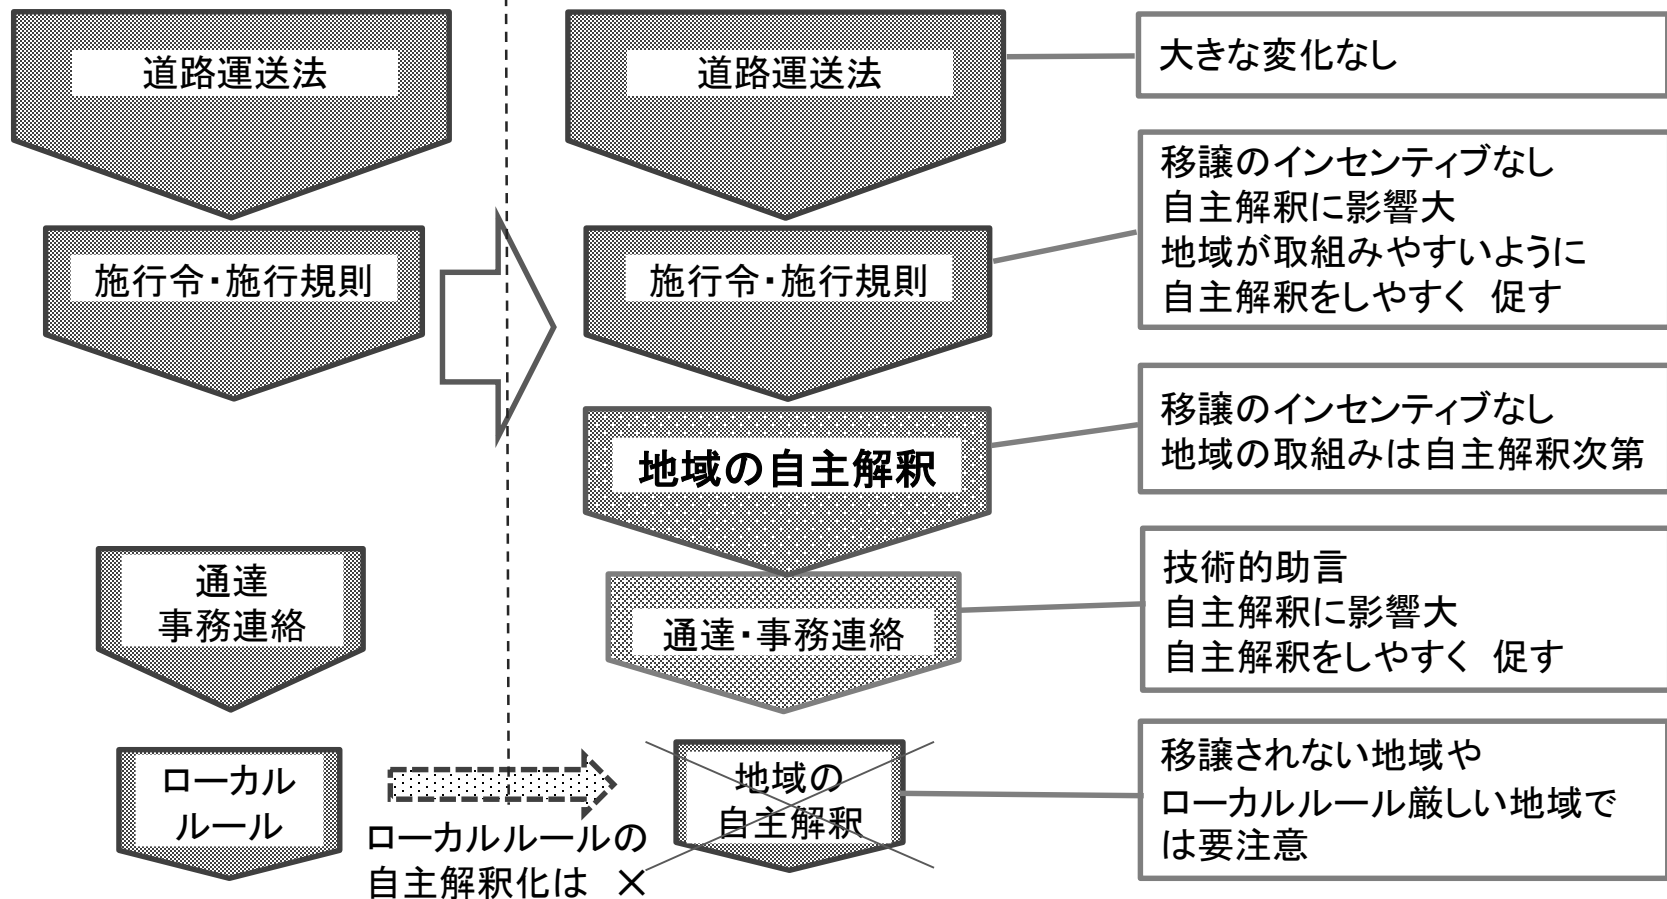 道路運送法
施行令・施行規則
通達
事務連絡
ローカル
ルール
ローカルルールの
自主解釈化は ×
道路運送法
施行令・施行規則
地域の自主解釈
通達・事務連絡
地域の
自主解釈
大きな変化なし
移譲のインセンティブなし
自主解釈に影響大
地域が取組みやすいように
自主解釈をしやすく 促す
移譲のインセンティブなし
地域の取組みは自主解釈次第
技術的助言
自主解釈に影響大
自主解釈をしやすく 促す
移譲されない地域や
ローカルルール厳しい地域で
は要注意